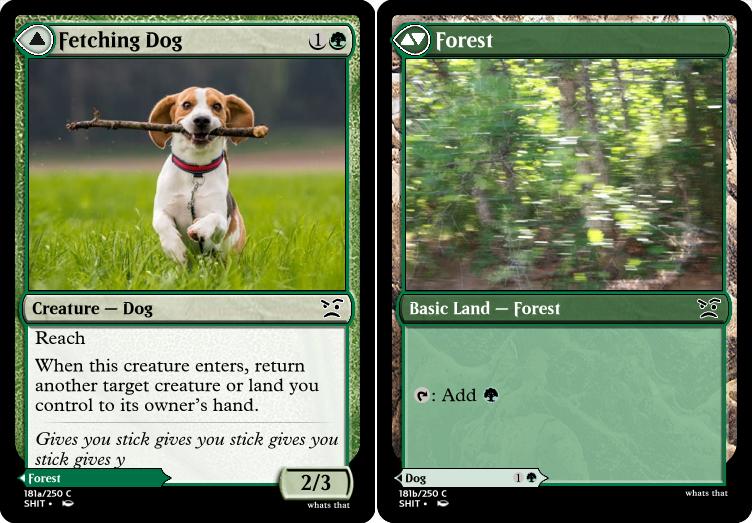 Fetching Dog
1
Creature — Dog
Reach
When this creature enters, return
another target creature or land you
control to its owner's hand.
Gives you stick gives you stick gives you
stick gives y
Forest
2/3
181a/250 C
SHIT •
whats that
Forest
Basic Land — Forest
: Add
Dog
1
181b/250 C
SHIT •
whats that